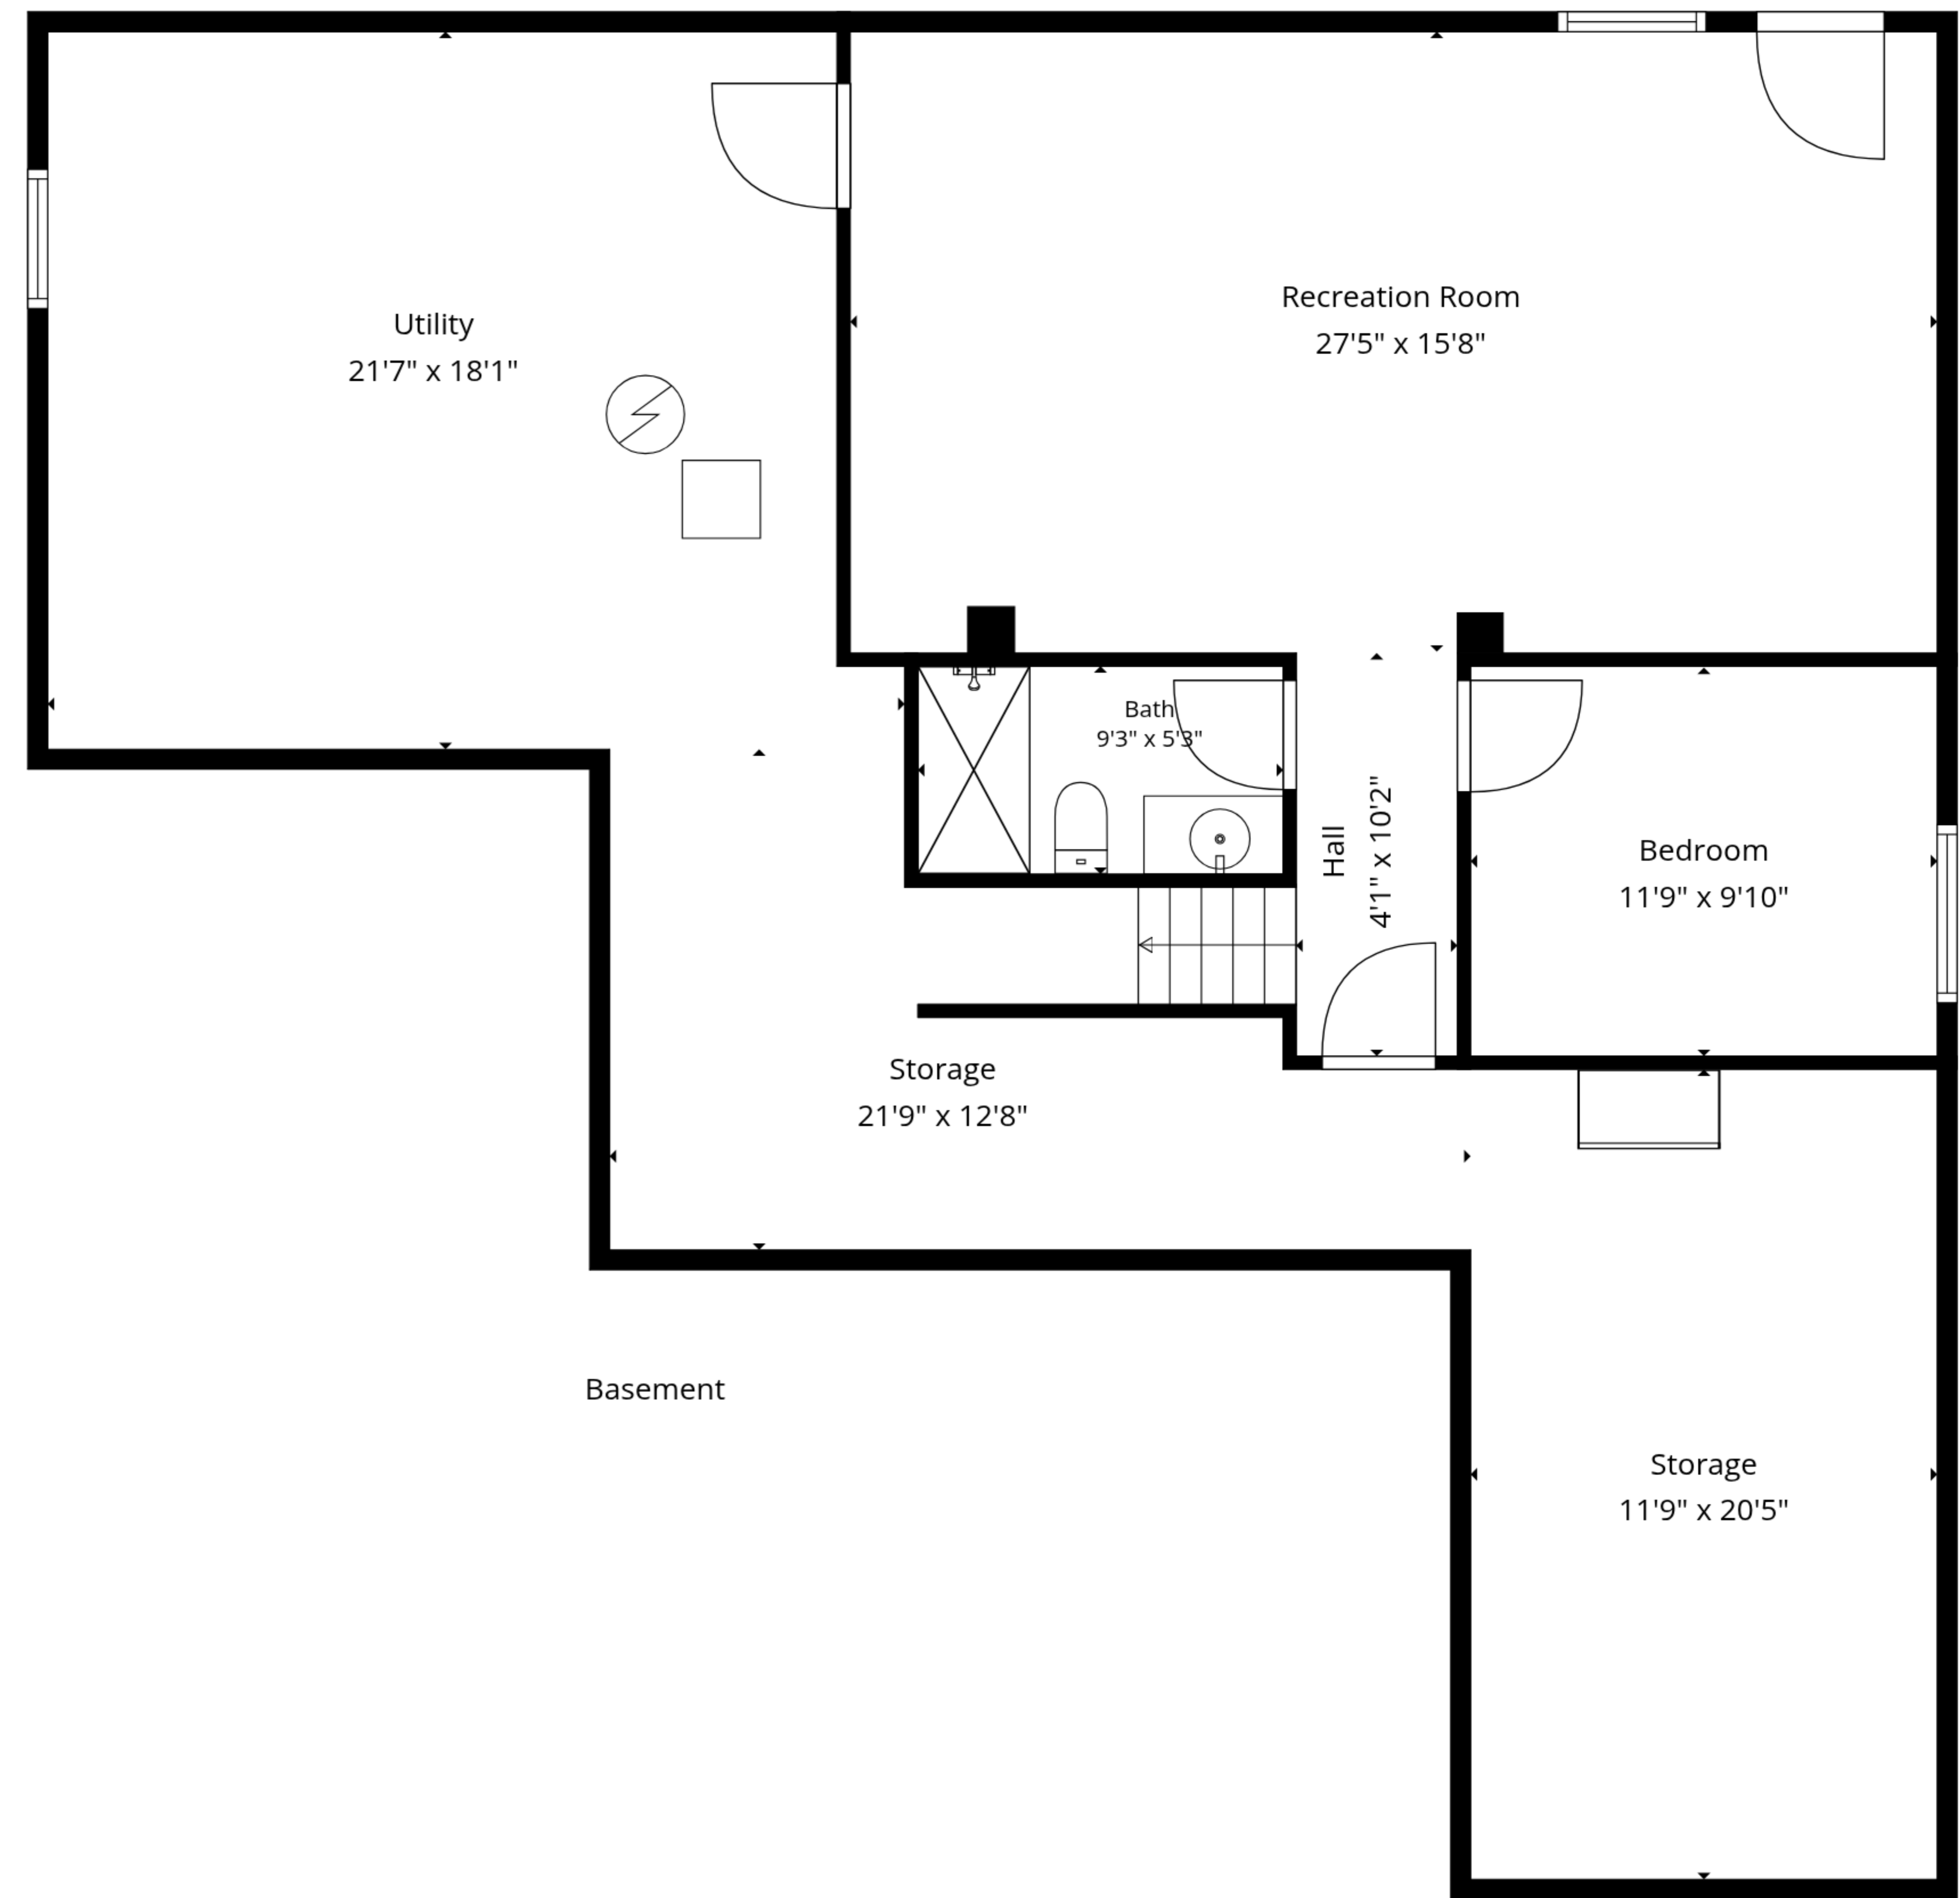 Recreation Room
27'5" x 15'8"
Utility
21'7" x 18'1"
Bath
9'3" x 5'3"
Hall
4'1" x 10'2"
Bedroom
11'9" x 9'10"
Storage
21'9" x 12'8"
Basement
Storage
11'9" x 20'5"